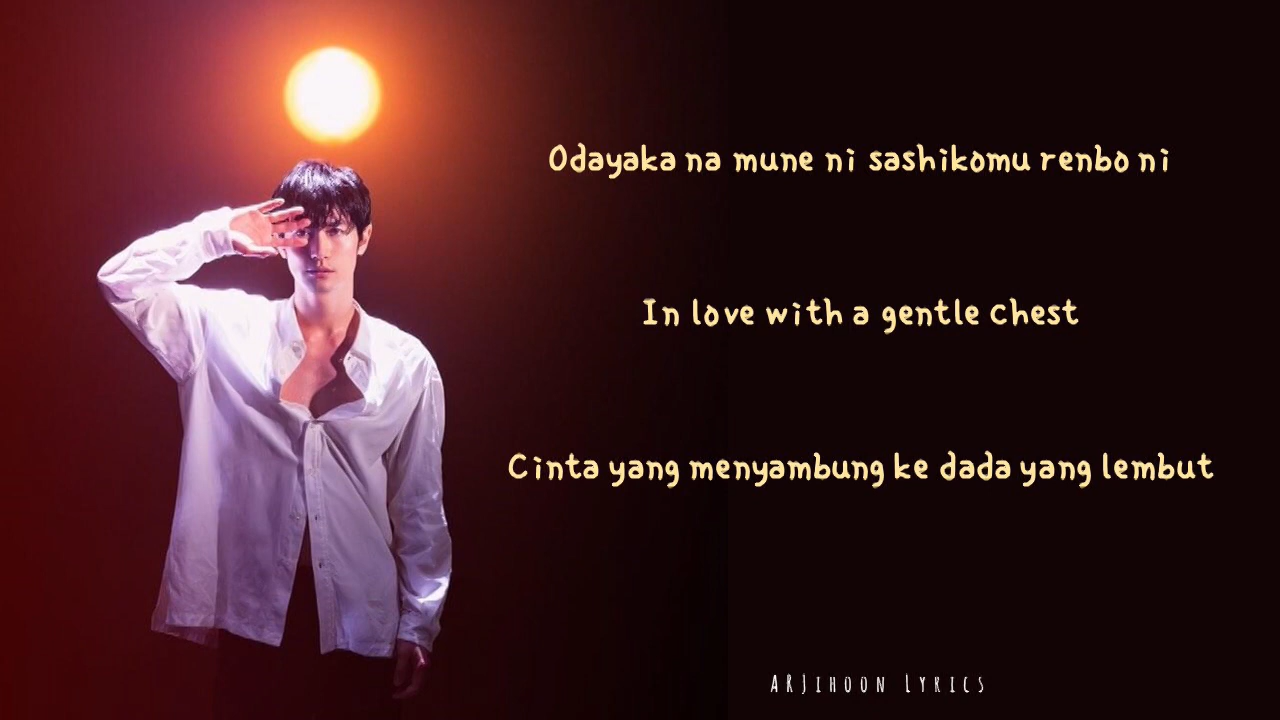 Odayaka na mune ni sashikomu renbo ni
In love with a gentle chest
Cinta yang menyambung ke dada yang lembut
ARJihoon Lyrics